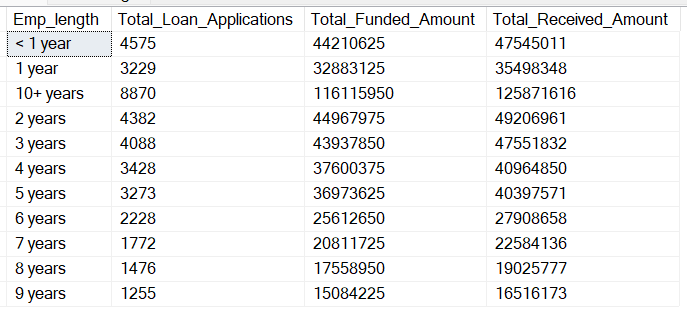 Emp_length Total_Loan_Applications Total_Funded_Amount Total_Received_Amount
< 1 year 4575 44210625 47545011
1 year 3229 32883125 35498348
10+ years 8870 116115950 125871616
2 years 4382 44967975 49206961
3 years 4088 43937850 47551832
4 years 3428 37600375 40964850
5 years 3273 36973625 40397571
6 years 2228 25612650 27908658
7 years 1772 20811725 22584136
8 years 1476 17558950 19025777
9 years 1255 15084225 16516173